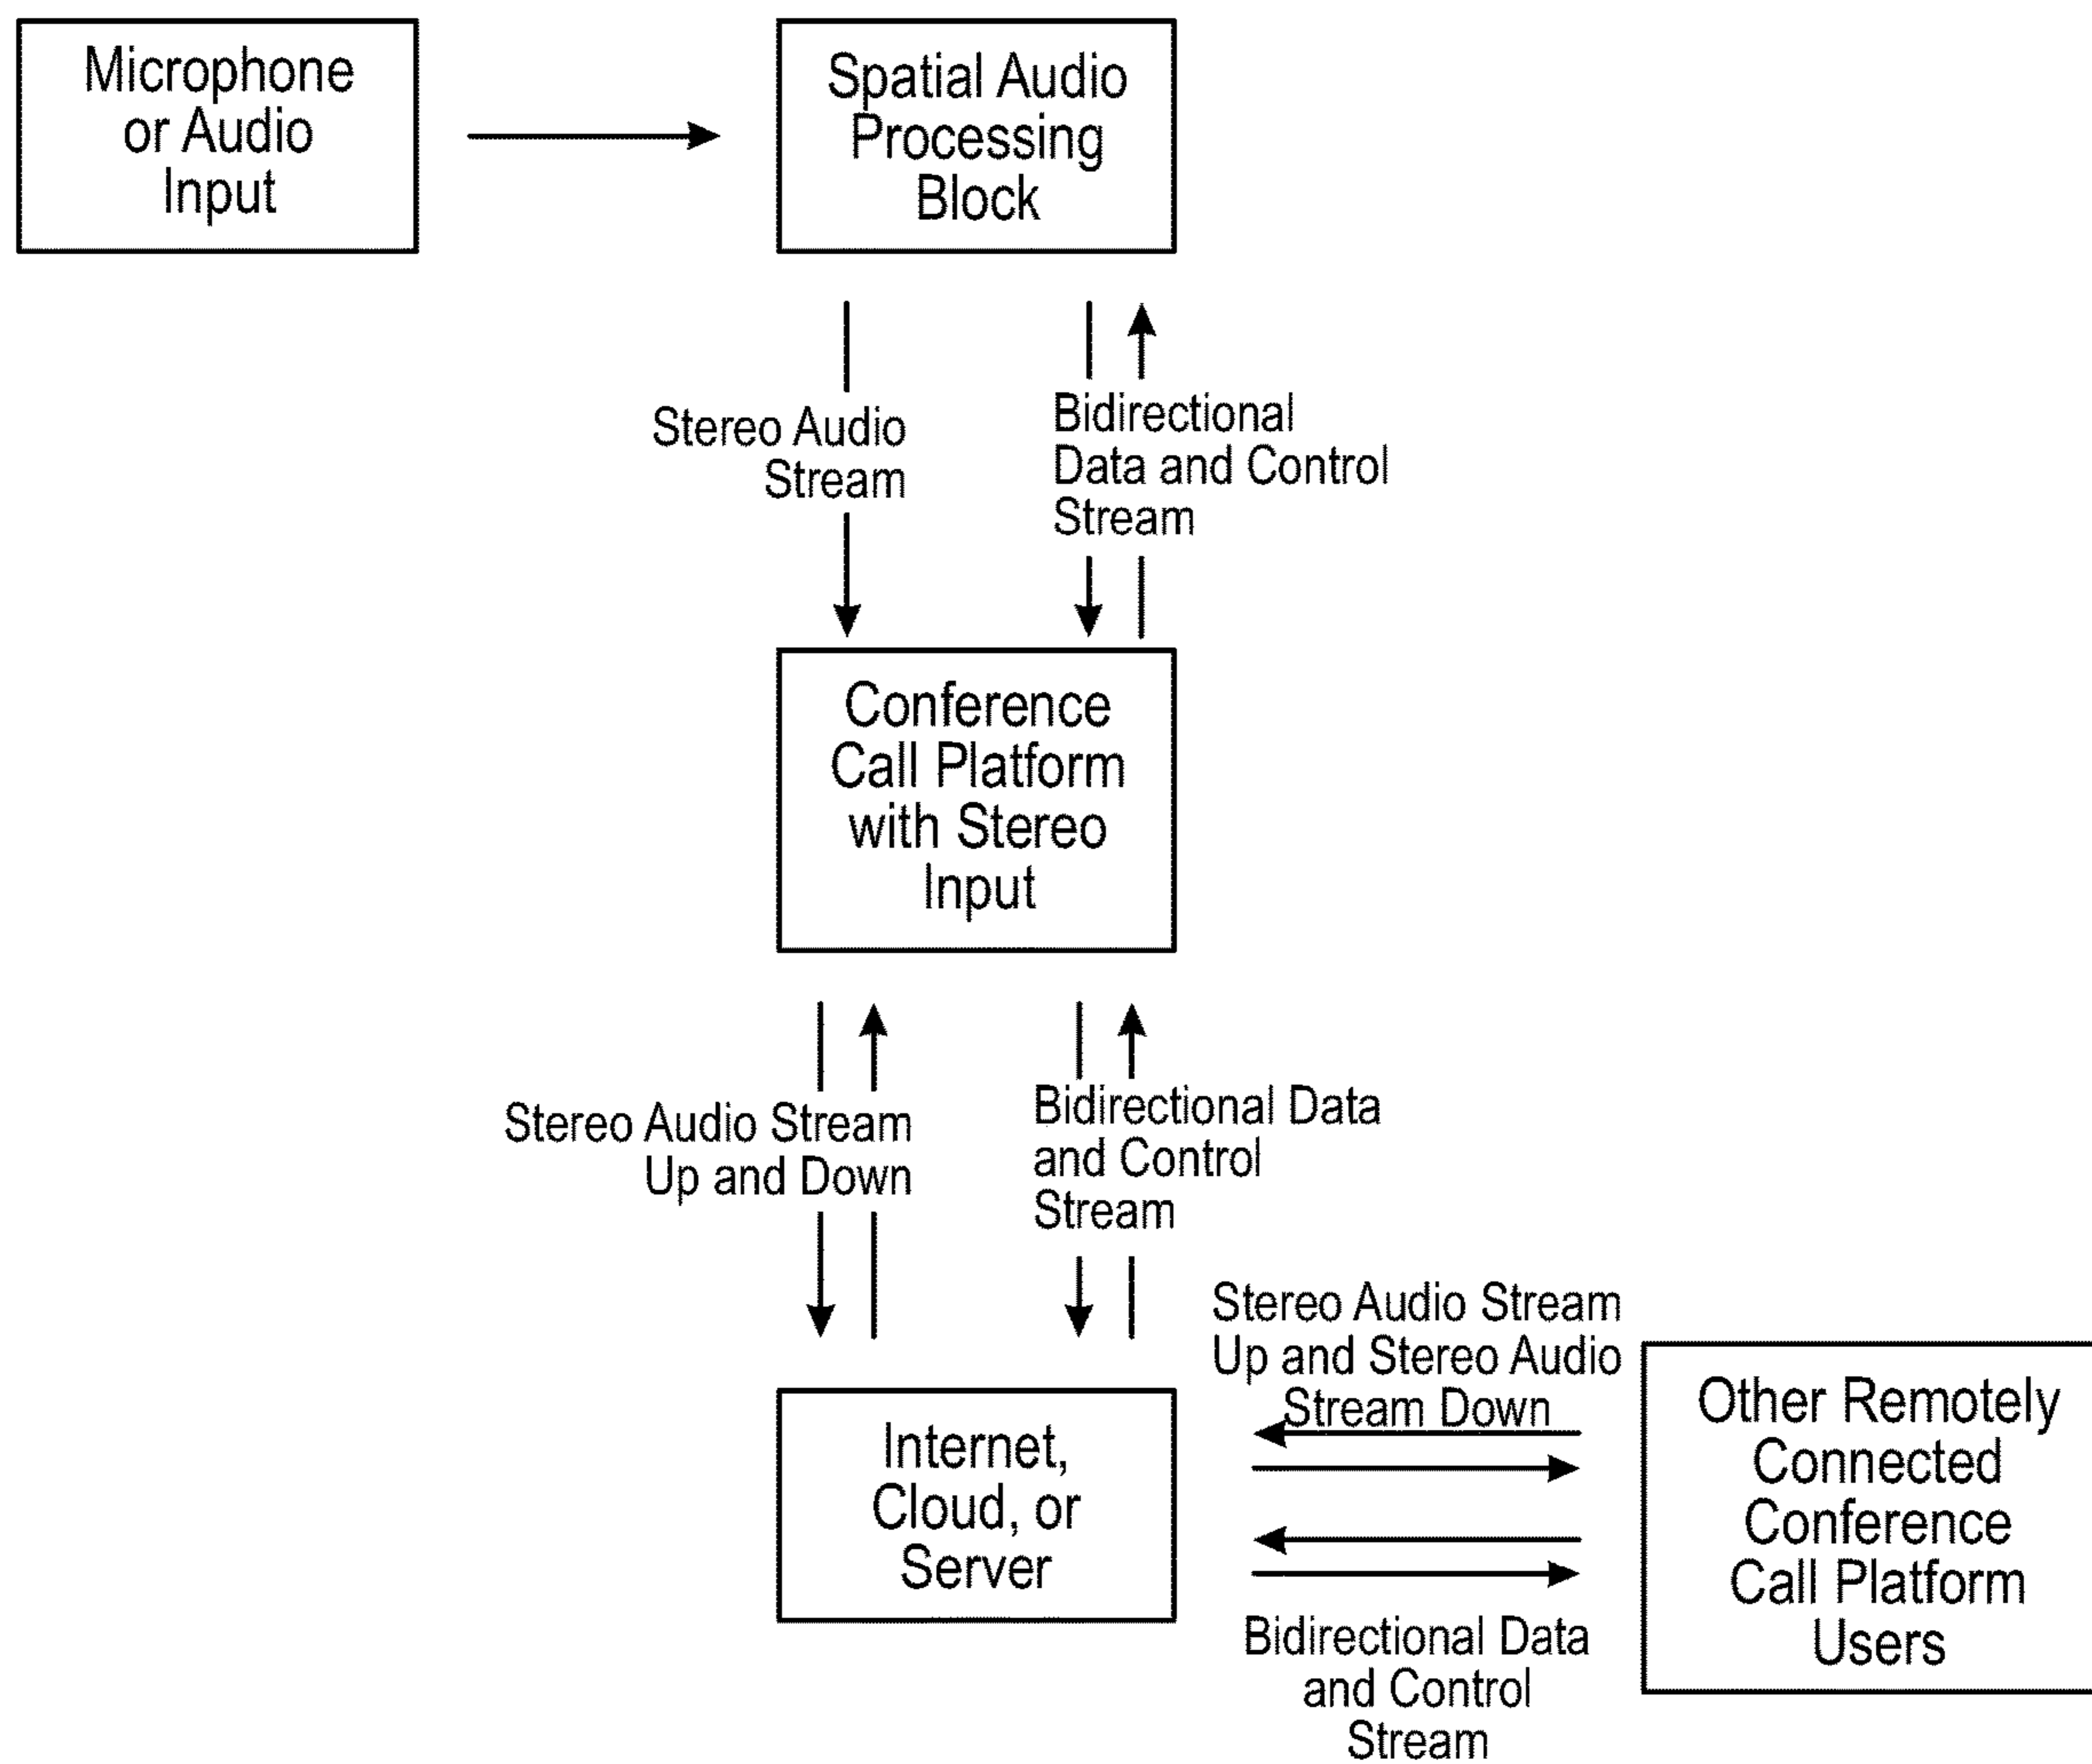 Microphone
or Audio
Input
Spatial Audio
Processing
Block
Stereo Audio
Stream
Bidirectional
Data and Control
Stream
Conference
Call Platform
with Stereo
Input
Stereo Audio Stream
Up and Down
Bidirectional Data
and Control
Stream
Stereo Audio Stream
Up and Stereo Audio
Stream Down
Internet,
Cloud, or
Server
Other Remotely
Connected
Conference
Call Platform
Users
Bidirectional Data
and Control
Stream